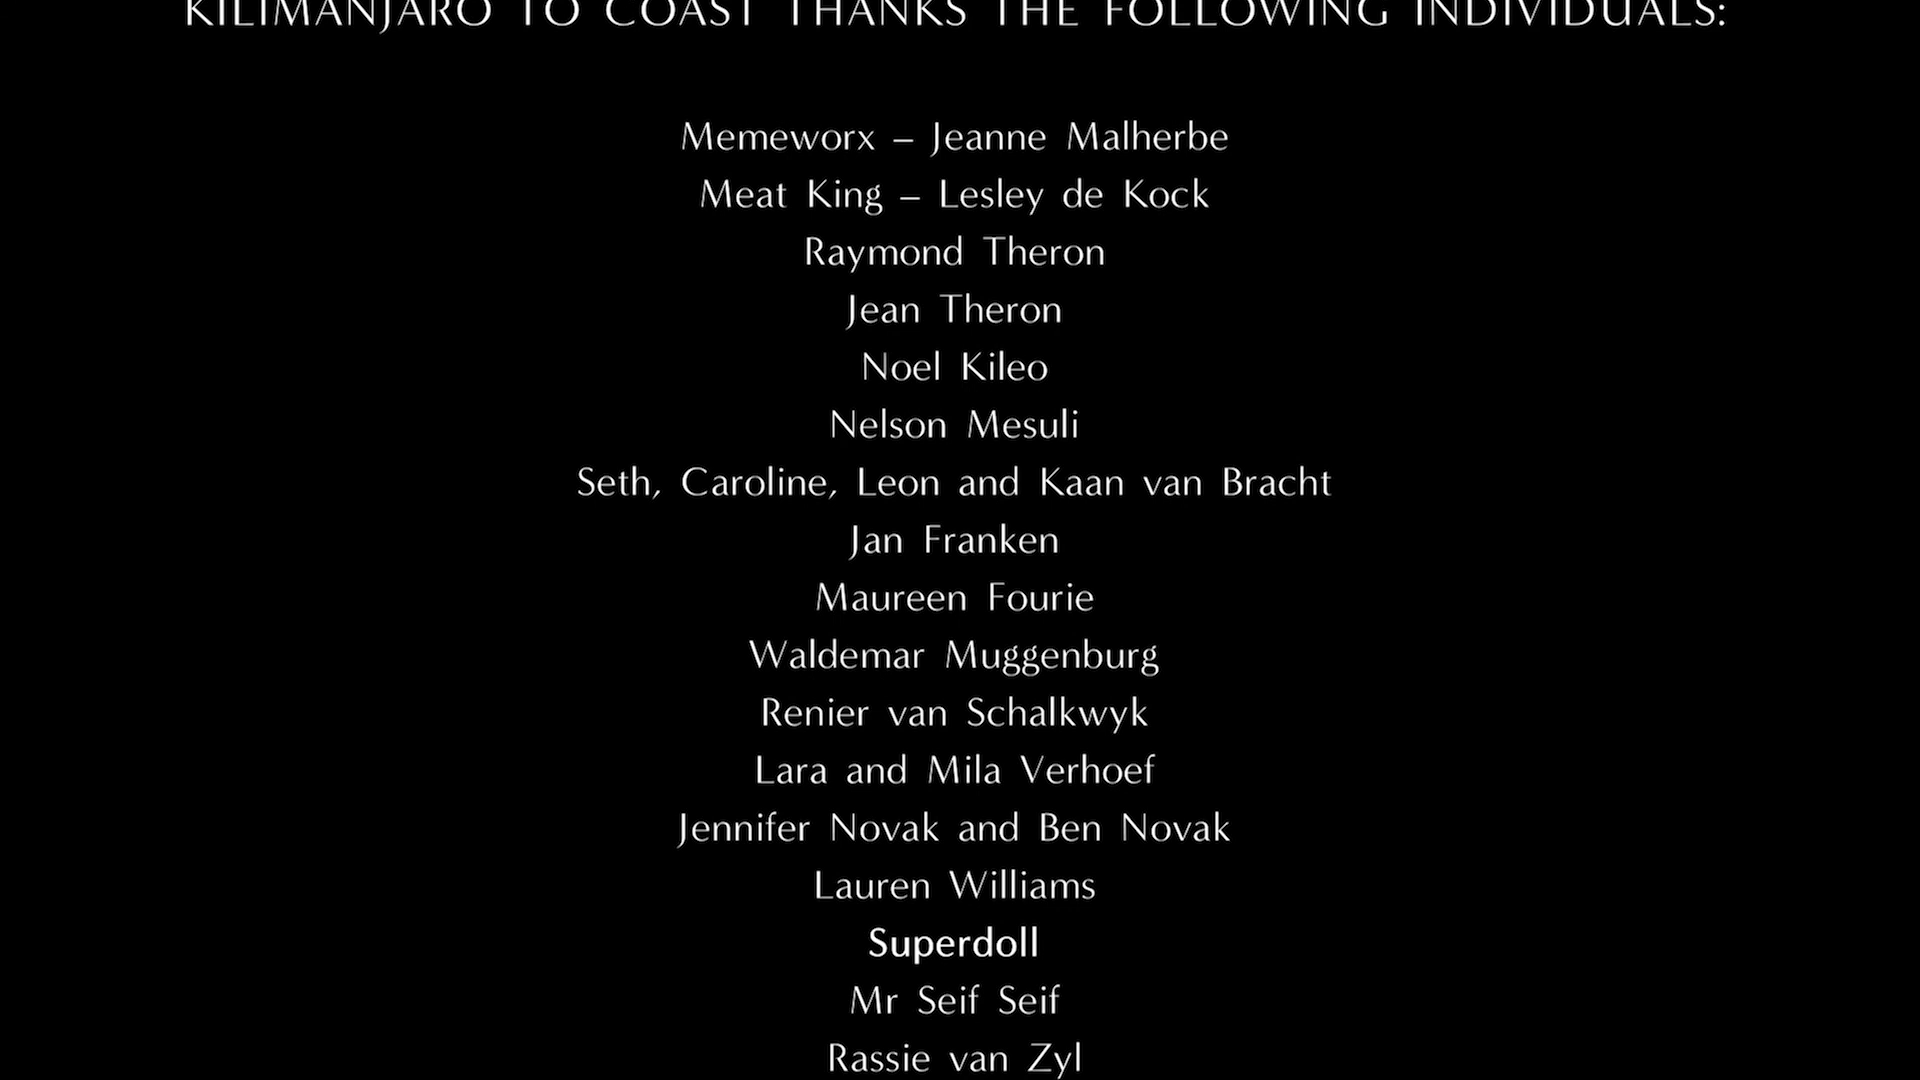 KILIMANJARO TO COAST THANKS THE FOLLOWING INDIVIDUALS:
Memeworx – Jeanne Malherbe
Meat King – Lesley de Kock
Raymond Theron
Jean Theron
Noel Kileo
Nelson Mesuli
Seth, Caroline, Leon and Kaan van Bracht
Jan Franken
Maureen Fourie
Waldemar Muggenburg
Renier van Schalkwyk
Lara and Mila Verhoef
Jennifer Novak and Ben Novak
Lauren Williams
Superdoll
Mr Seif Seif
Rassie van Zyl